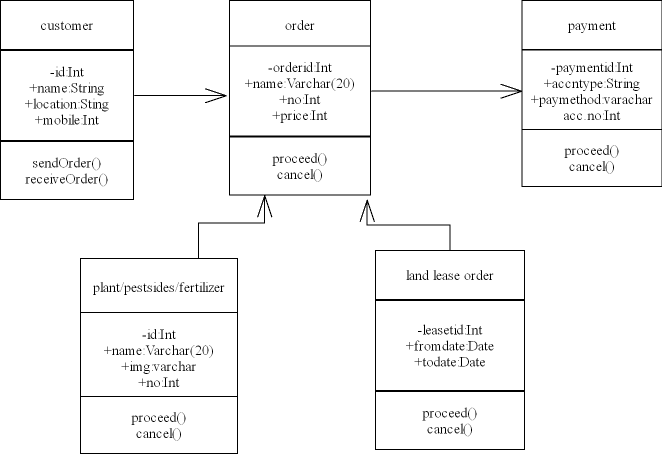 customer
-id:Int
+name:String
+location:Sting
+mobile:Int
sendOrder()
receiveOrder()
order
-orderid:Int
+name:Varchar(20)
+no:Int
+price:Int
proceed()
cancel()
payment
-paymentid:Int
+accntype:String
+paymethod:varachar
acc.no:Int
proceed()
cancel()
plant/pestsides/fertilizer
-id:Int
+name:Varchar(20)
+img:varchar
+no:Int
proceed()
cancel()
land lease order
-leasetid:Int
+fromdate:Date
+todate:Date
proceed()
cancel()